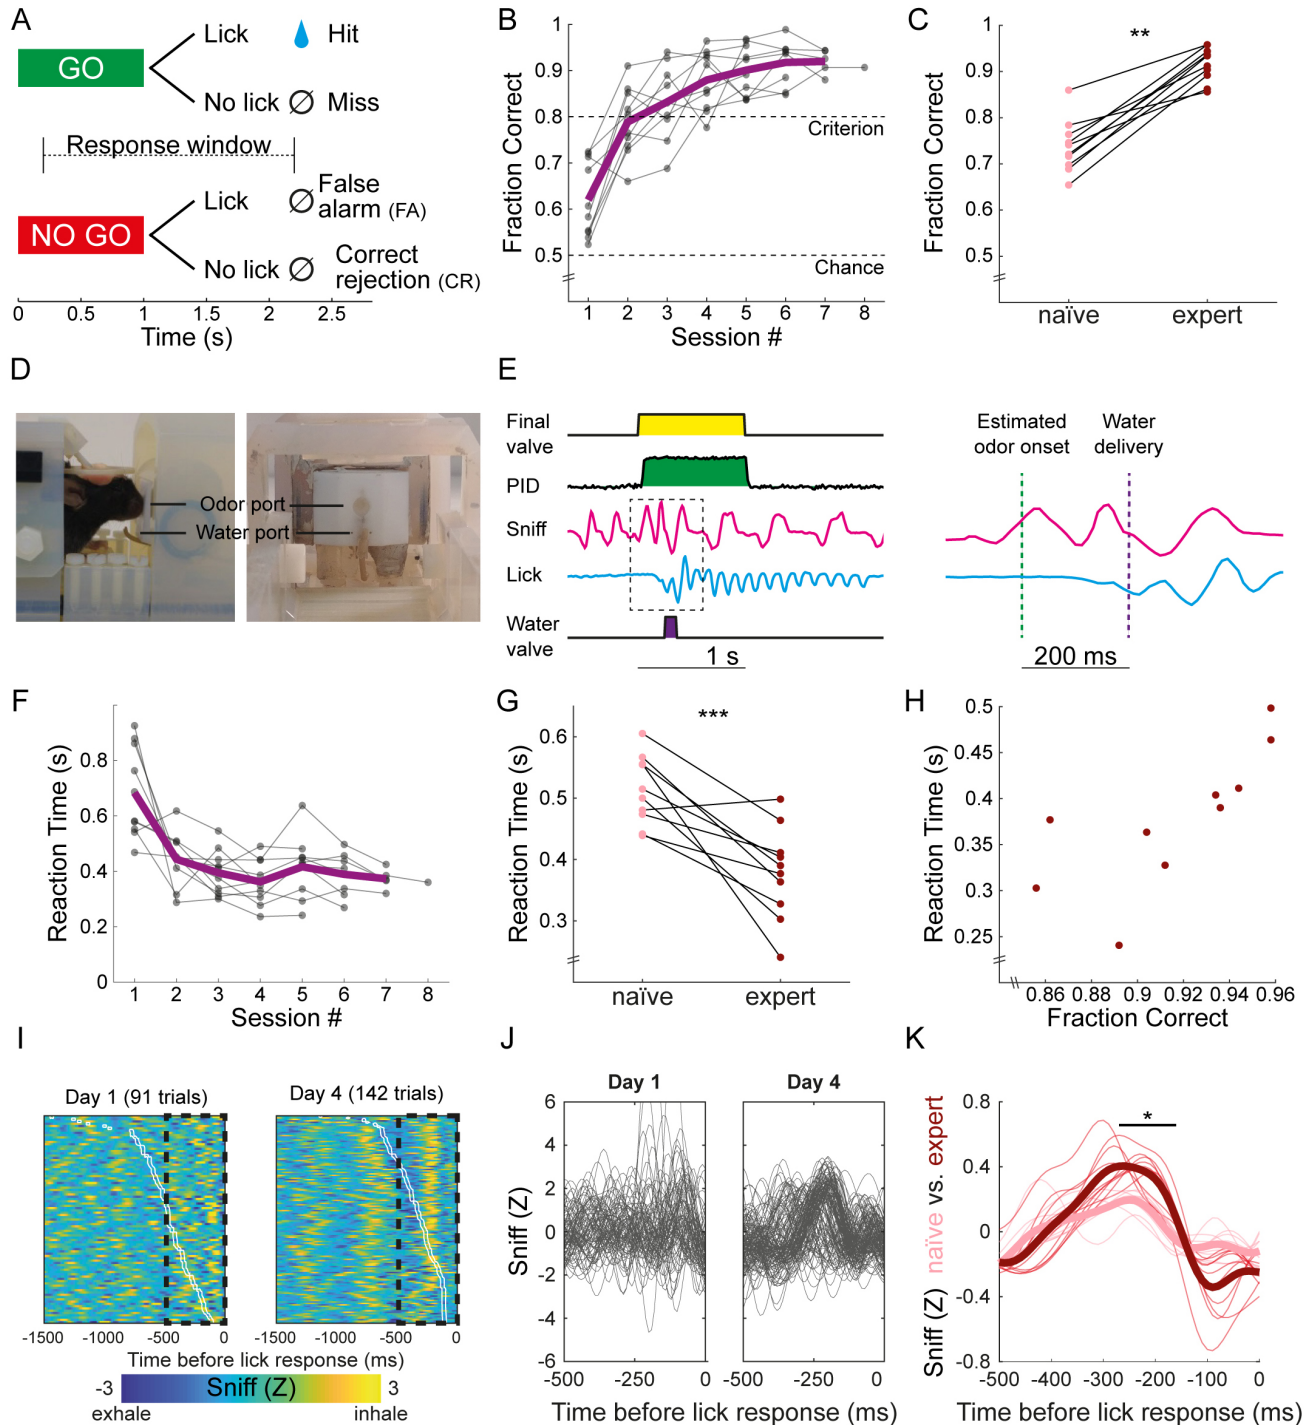 A
GO
Lick
Hit
No lick
Miss
Response window
NO GO
Lick
False
alarm (FA)
No lick
Correct
rejection (CR)
0 0.5 1 1.5 2 2.5
Time (s)
B
Fraction Correct
1
0.9
0.8
0.7
0.6
0.5
Criterion
Chance
1 2 3 4 5 6 7 8
Session #
C
**
Fraction Correct
1
0.9
0.8
0.7
0.6
0.5
naïve expert
D
Odor port
Water port
E
Final
valve
PID
Sniff
Lick
Water
valve
1 s
Estimated
odor onset
Water
delivery
200 ms
F
Reaction Time (s)
0.8
0.6
0.4
0.2
0
1 2 3 4 5 6 7 8
Session #
G
***
Reaction Time (s)
0.6
0.5
0.4
0.3
naïve expert
H
Reaction Time (s)
0.5
0.45
0.4
0.35
0.3
0.25
0.86 0.88 0.9 0.92 0.94 0.96
Fraction Correct
I
Day 1 (91 trials)
Day 4 (142 trials)
-1500 -1000 -500 0
-1500 -1000 -500 0
Time before lick response (ms)
-3 Sniff (Z) 3
exhale inhale
J
Day 1 Day 4
Sniff (Z)
6
4
2
0
-2
-4
-6
-500 -250 0
-500 -250 0
Time before lick response (ms)
K
*
Sniff (Z) naïve vs. expert
0.8
0.4
0
-0.4
-0.8
-500 -400 -300 -200 -100 0
Time before lick response (ms)